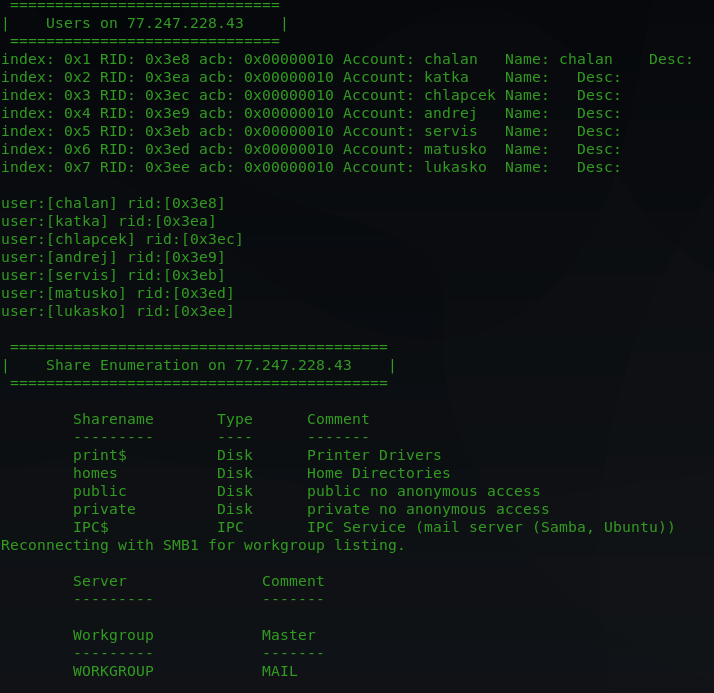 ==============================
|    Users on 77.247.228.43    |
 ==============================
index: 0x1 RID: 0x3e8 acb: 0x00000010 Account: chalan   Name: chalan    Desc:
index: 0x2 RID: 0x3ea acb: 0x00000010 Account: katka    Name:   Desc:
index: 0x3 RID: 0x3ec acb: 0x00000010 Account: chlapcek Name:   Desc:
index: 0x4 RID: 0x3e9 acb: 0x00000010 Account: andrej   Name:   Desc:
index: 0x5 RID: 0x3eb acb: 0x00000010 Account: servis   Name:   Desc:
index: 0x6 RID: 0x3ed acb: 0x00000010 Account: matusko  Name:   Desc:
index: 0x7 RID: 0x3ee acb: 0x00000010 Account: lukasko  Name:   Desc:

user:[chalan] rid:[0x3e8]
user:[katka] rid:[0x3ea]
user:[chlapcek] rid:[0x3ec]
user:[andrej] rid:[0x3e9]
user:[servis] rid:[0x3eb]
user:[matusko] rid:[0x3ed]
user:[lukasko] rid:[0x3ee]

 ==========================================
|    Share Enumeration on 77.247.228.43    |
 ==========================================

        Sharename       Type      Comment
        ---------       ----      -------
        print$          Disk      Printer Drivers
        homes           Disk      Home Directories
        public          Disk      public no anonymous access
        private         Disk      private no anonymous access
        IPC$            IPC       IPC Service (mail server (Samba, Ubuntu))
Reconnecting with SMB1 for workgroup listing.

        Server               Comment
        ---------            -------

        Workgroup            Master
        ---------            -------
        WORKGROUP            MAIL